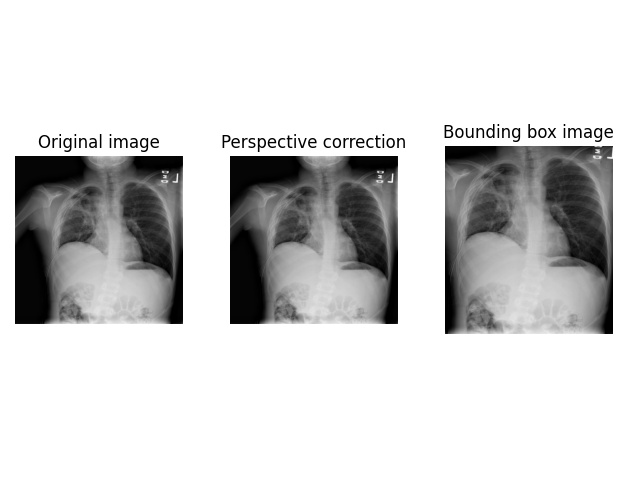 Original image
Perspective correction
Bounding box image
L
L